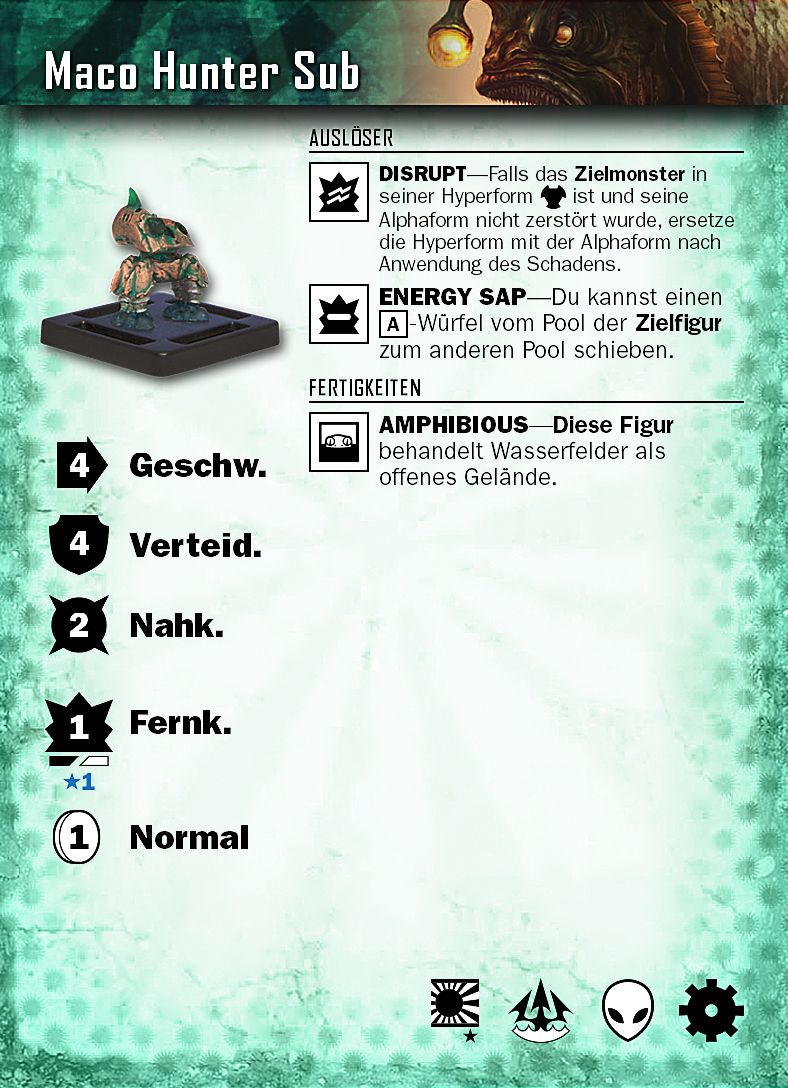 Maco Hunter Sub
AUSLÖSER
DISRUPT—Falls das Zielmonster in
seiner Hyperform ist und seine
Alphaform nicht zerstört wurde, ersetze
die Hyperform mit der Alphaform nach
Anwendung des Schadens.
ENERGY SAP—Du kannst einen
A-Würfel vom Pool der Zielfigur
zum anderen Pool schieben.
FERTIGKEITEN
AMPHIBIOUS—Diese Figur
behandelt Wasserfelder als
offenes Gelände.
4 Geschw.
4 Verteid.
2 Nahk.
1 Fernk.
★1
1 Normal